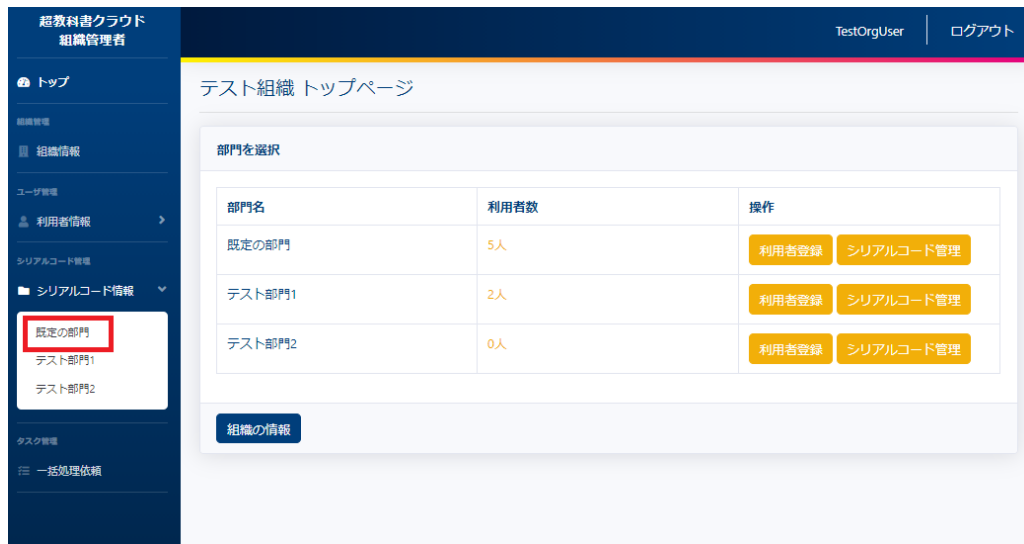 超教科書クラウド
組織管理者
TestOrgUser
ログアウト
トップ
組織管理
組織情報
ユーザ管理
利用者情報
シリアルコード管理
シリアルコード情報
既定の部門
テスト部門1
テスト部門2
タスク管理
一括処理依頼
テスト組織 トップページ
部門を選択
部門名 利用者数 操作
既定の部門 5人 利用者登録 シリアルコード管理
テスト部門1 2人 利用者登録 シリアルコード管理
テスト部門2 0人 利用者登録 シリアルコード管理
組織の情報